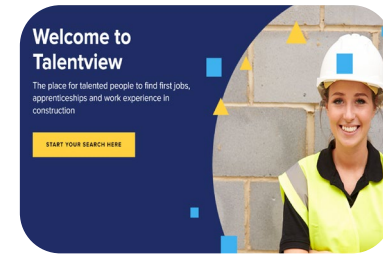 Welcome to
Talentview
The place for talented people to find first jobs,
apprenticeships and work experience in
construction
START YOUR SEARCH HERE